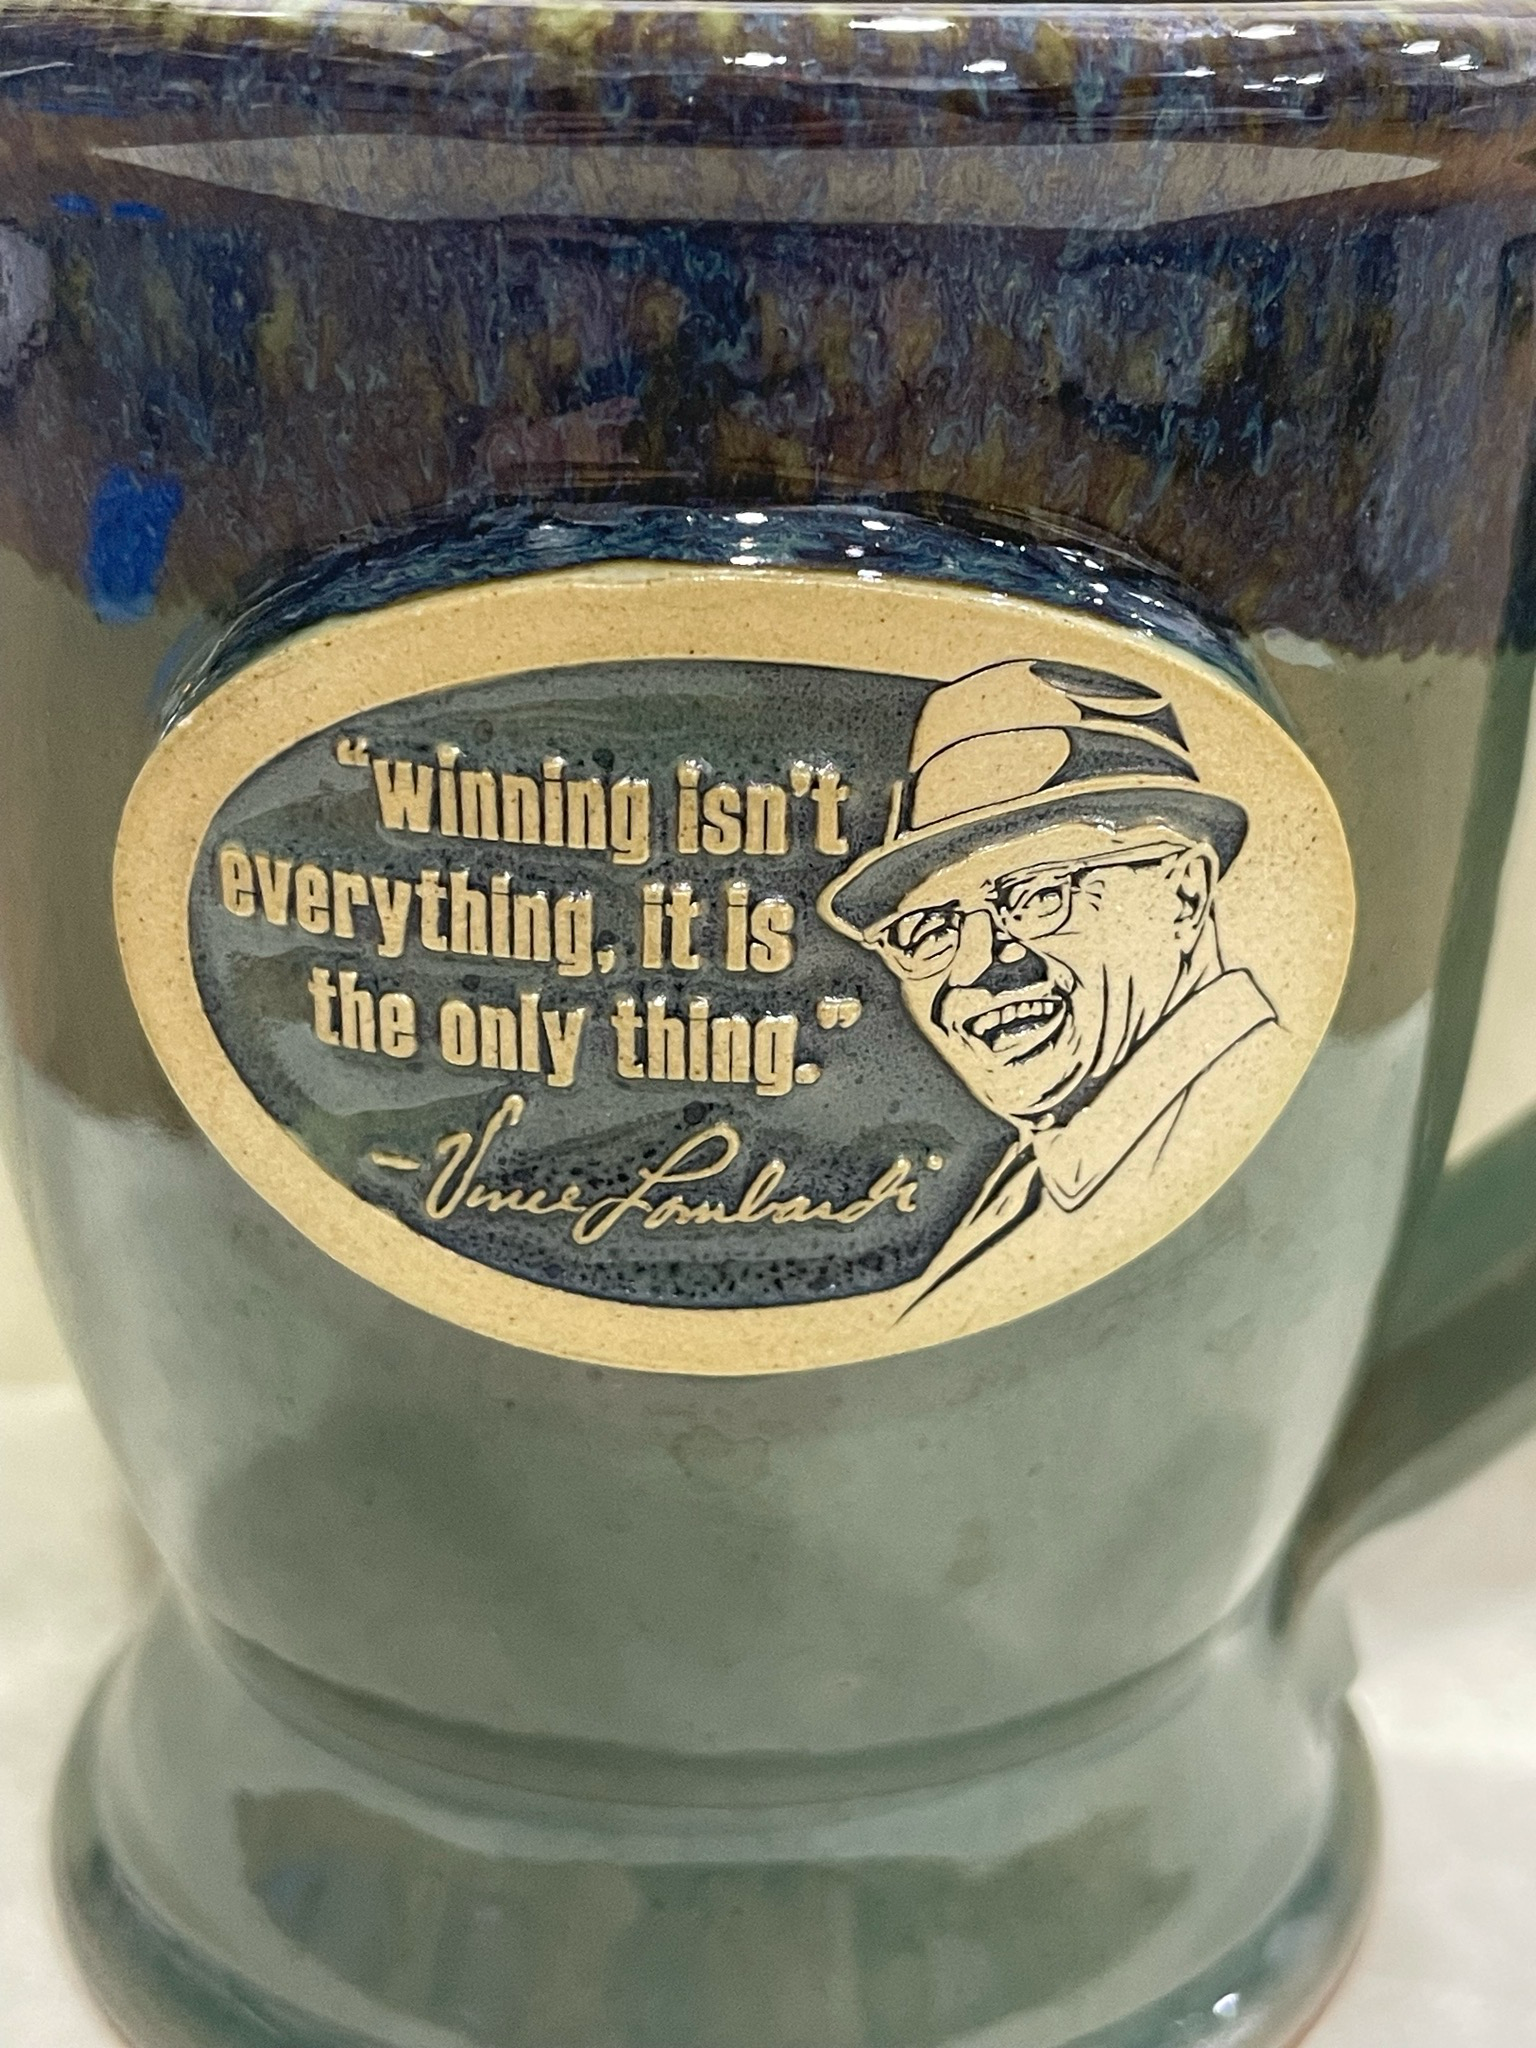 “winning isn't
everything, it is
the only thing.”
– Vince Lombardi